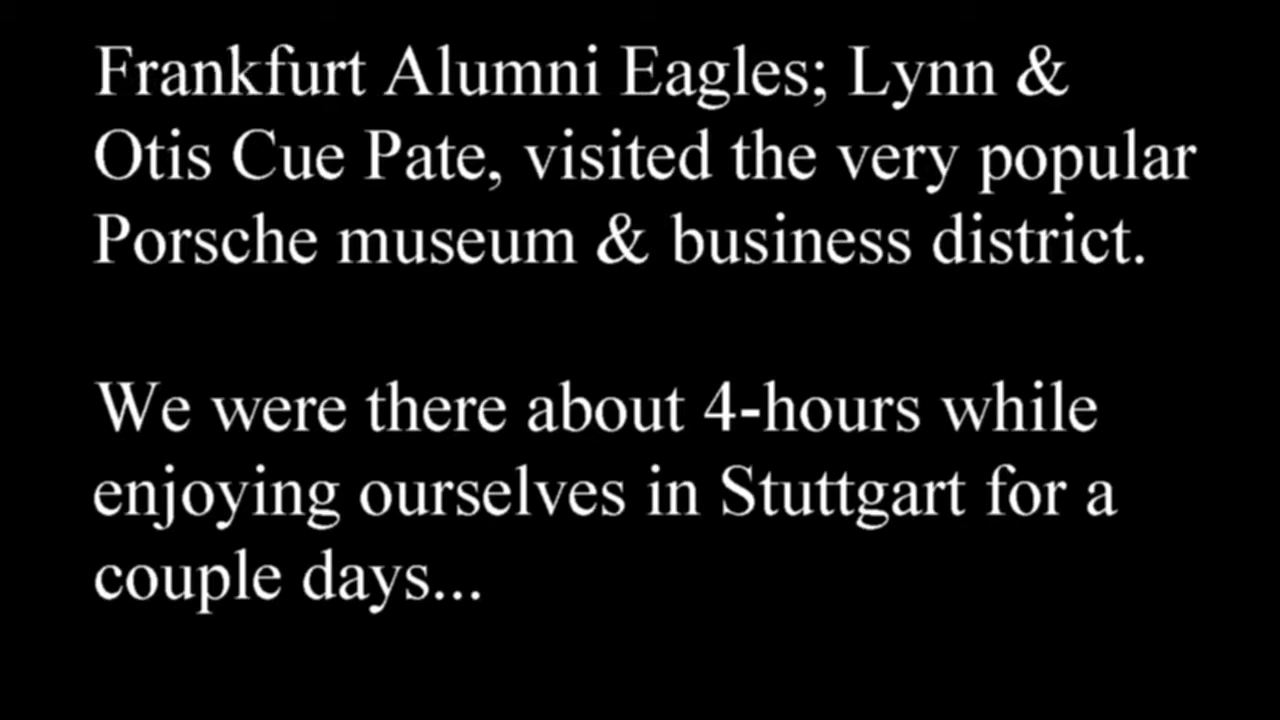 Frankfurt Alumni Eagles; Lynn &
Otis Cue Pate, visited the very popular
Porsche museum & business district.
We were there about 4-hours while
enjoying ourselves in Stuttgart for a
couple days...